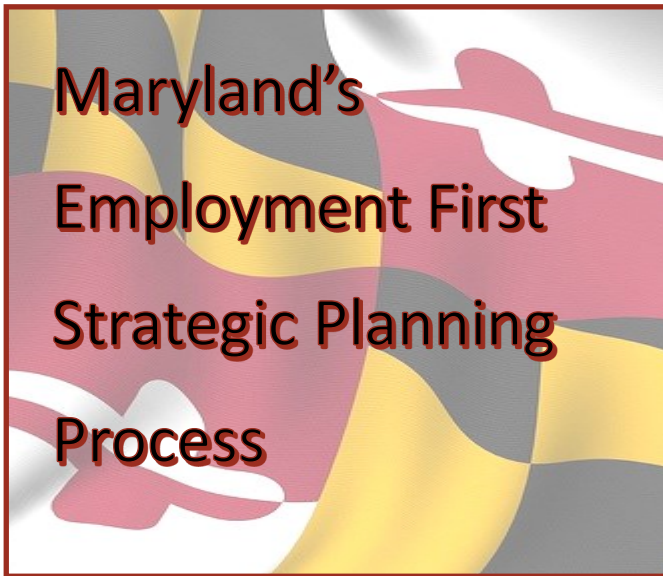 Maryland’s
Employment First
Strategic Planning
Process